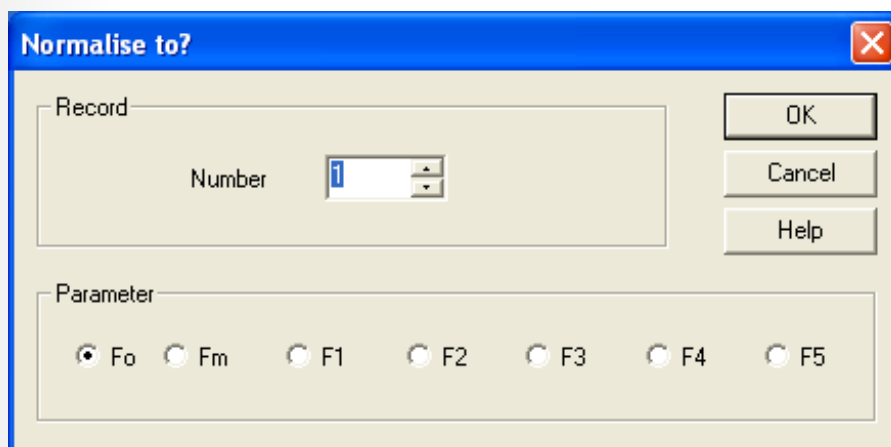 Normalise to?
Record
OK
Number 1
Cancel
Help
Parameter
Fo Fm F1 F2 F3 F4 F5